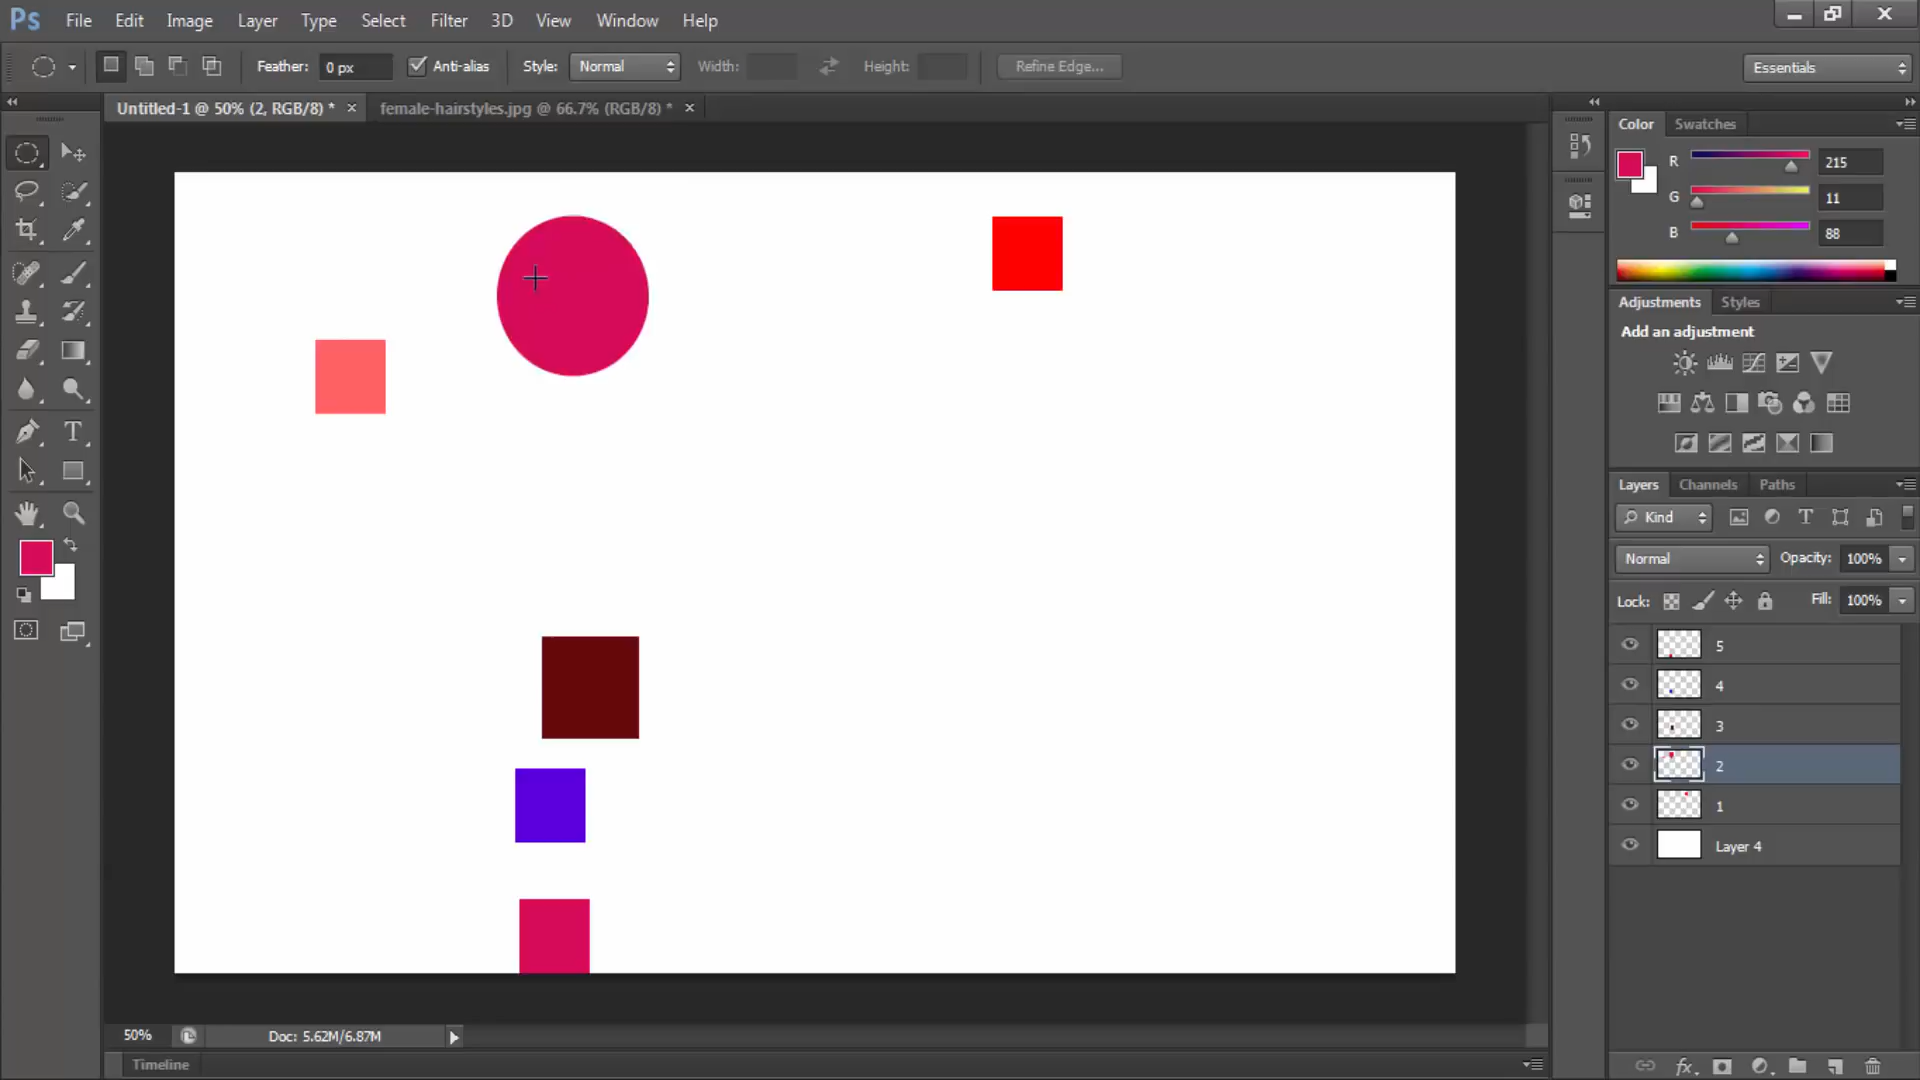 Ps File Edit Image Layer Type Select Filter 3D View Window Help
Feather: 0 px Anti-alias Style: Normal Width: Height: Refine Edge... Essentials
Untitled-1 @ 50% (2, RGB/8) * × female-hairstyles.jpg @ 66.7% (RGB/8) * ×
Color Swatches
R 215
G 11
B 88
Adjustments Styles
Add an adjustment
Layers Channels Paths
Kind
Normal Opacity: 100%
Lock: Fill: 100%
5
4
3
2
1
Layer 4
50% Doc: 5.62M/6.87M
Timeline
fx